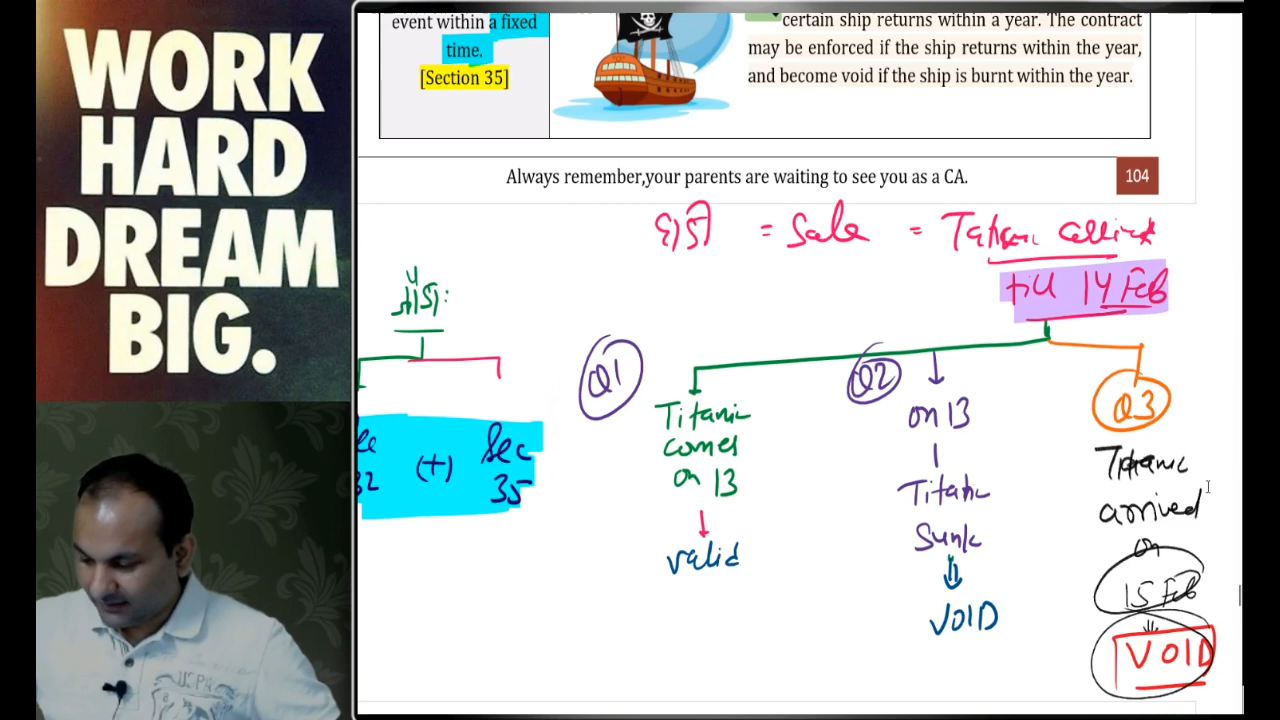 WORK
HARD
DREAM
BIG.
event within a fixed
time.
[Section 35]
certain ship returns within a year. The contract
may be enforced if the ship returns within the year,
and become void if the ship is burnt within the year.
Always remember,your parents are waiting to see you as a CA.
104
= Sale =
till 14 Feb
Sec
32 (+) 35
Q1
Titanic
comes
on 13
valid
Q2
on 13
Titanic
Sunk
VOID
Q3
Titanic
arrived
on
15 Feb
VOID
USPA